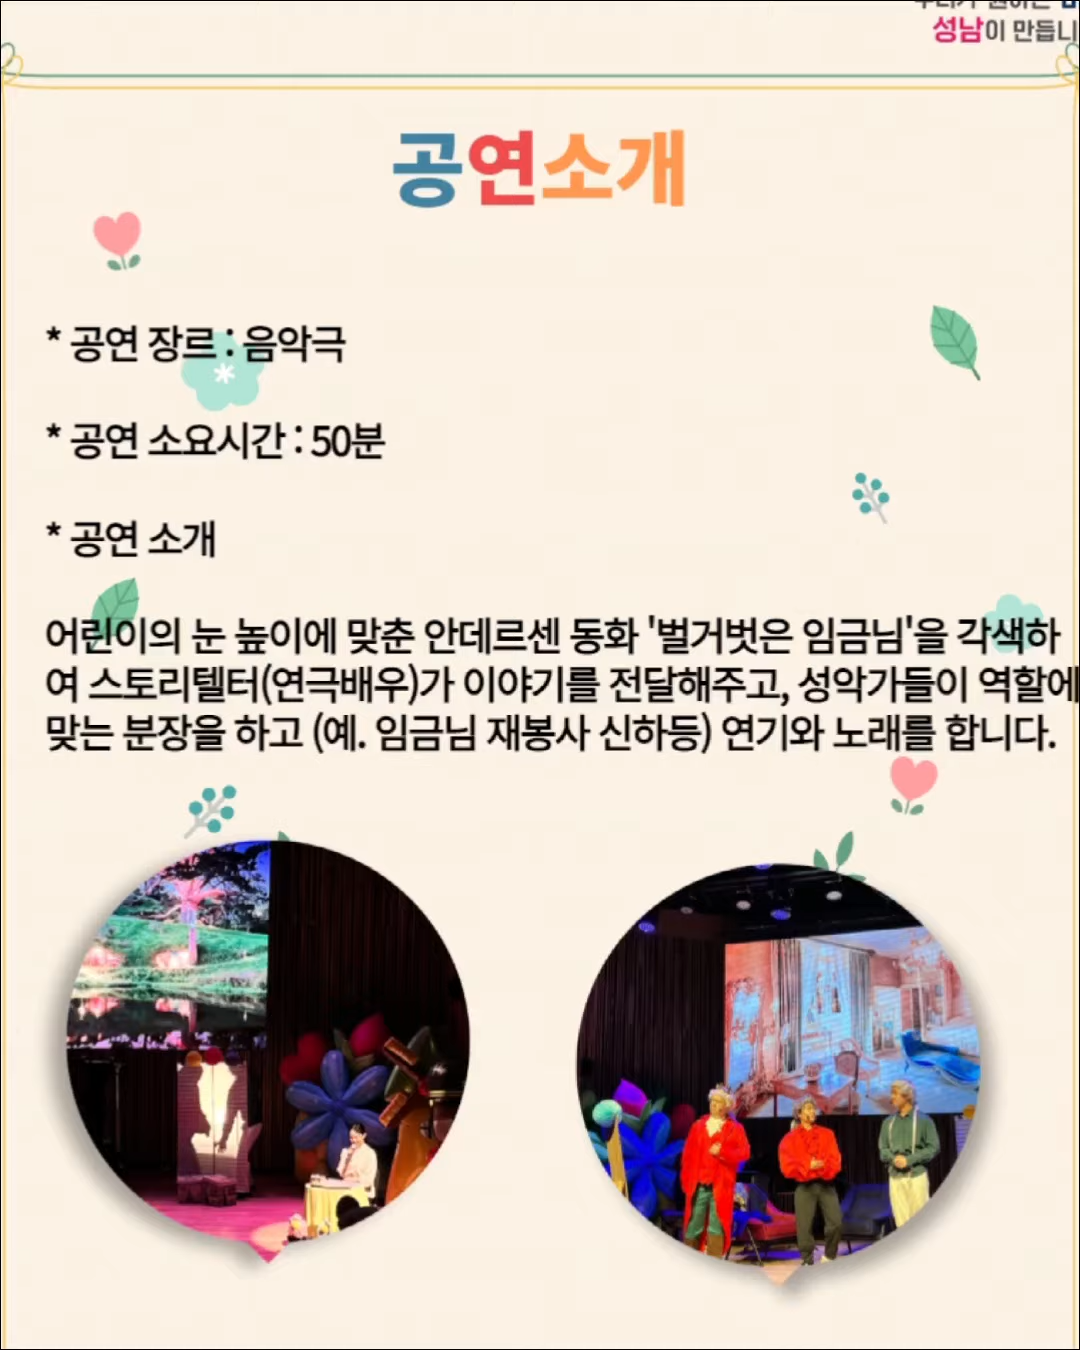 성남이 만듭니
공연소개
* 공연 장르 : 음악극
* 공연 소요시간 : 50분
* 공연 소개
어린이의 눈 높이에 맞춘 안데르센 동화 '벌거벗은 임금님'을 각색하
여 스토리텔터(연극배우)가 이야기를 전달해주고, 성악가들이 역할에
맞는 분장을 하고 (예. 임금님 재봉사 신하등) 연기와 노래를 합니다.